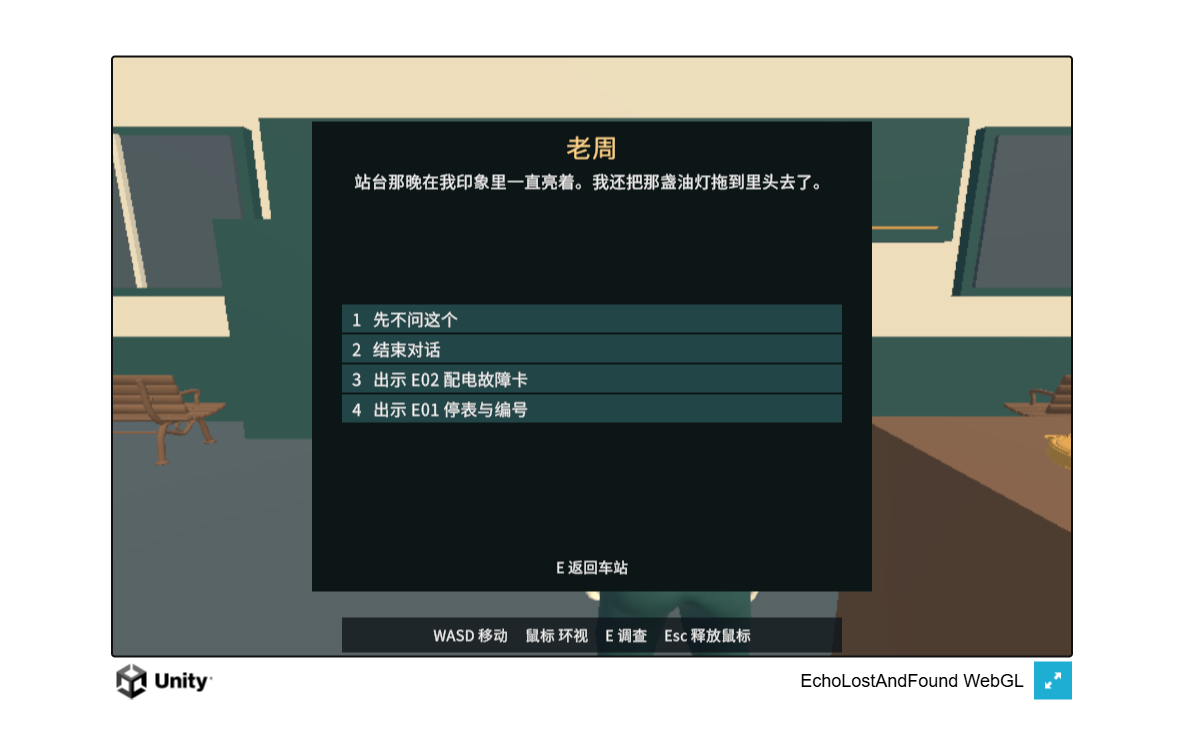 老周
站台那晚在我印象里一直亮着。我还把那盏油灯拖到里头去了。
1 先不问这个
2 结束对话
3 出示 E02 配电故障卡
4 出示 E01 停表与编号
E 返回车站
WASD 移动 鼠标 环视 E 调查 Esc 释放鼠标
Unity
EchoLostAndFound WebGL